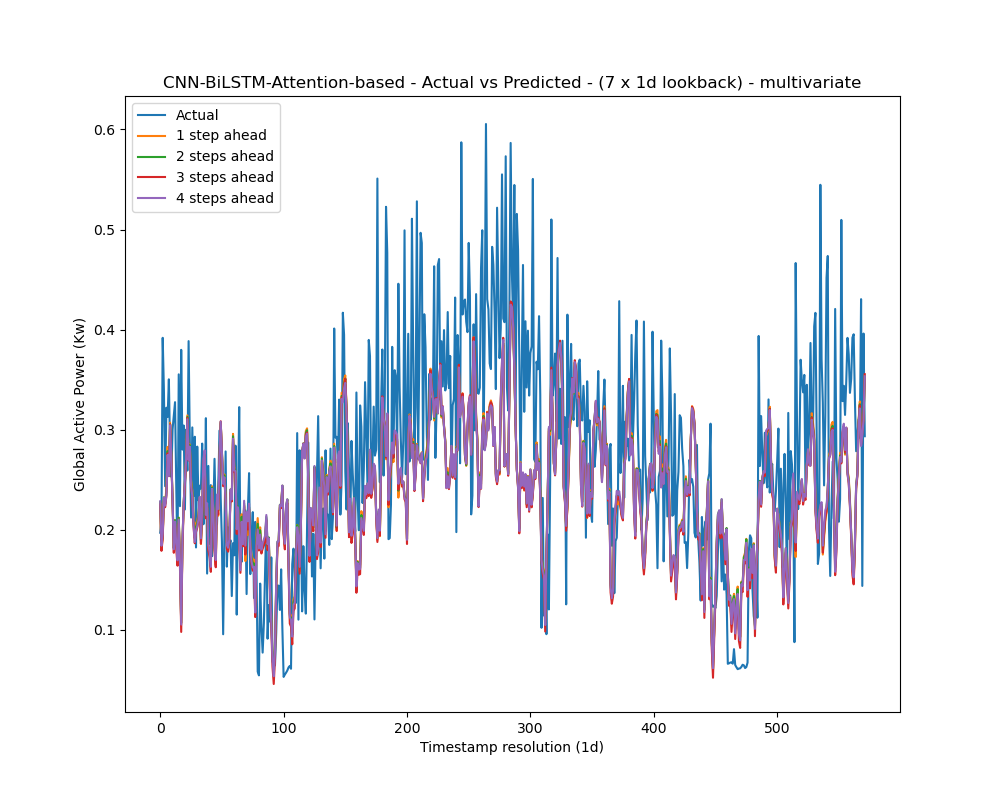 CNN-BiLSTM-Attention-based - Actual vs Predicted - (7 x 1d lookback) - multivariate
Actual
1 step ahead
2 steps ahead
3 steps ahead
4 steps ahead
0.6
0.5
0.4
0.3
0.2
0.1
Global Active Power (Kw)
0 100 200 300 400 500
Timestamp resolution (1d)